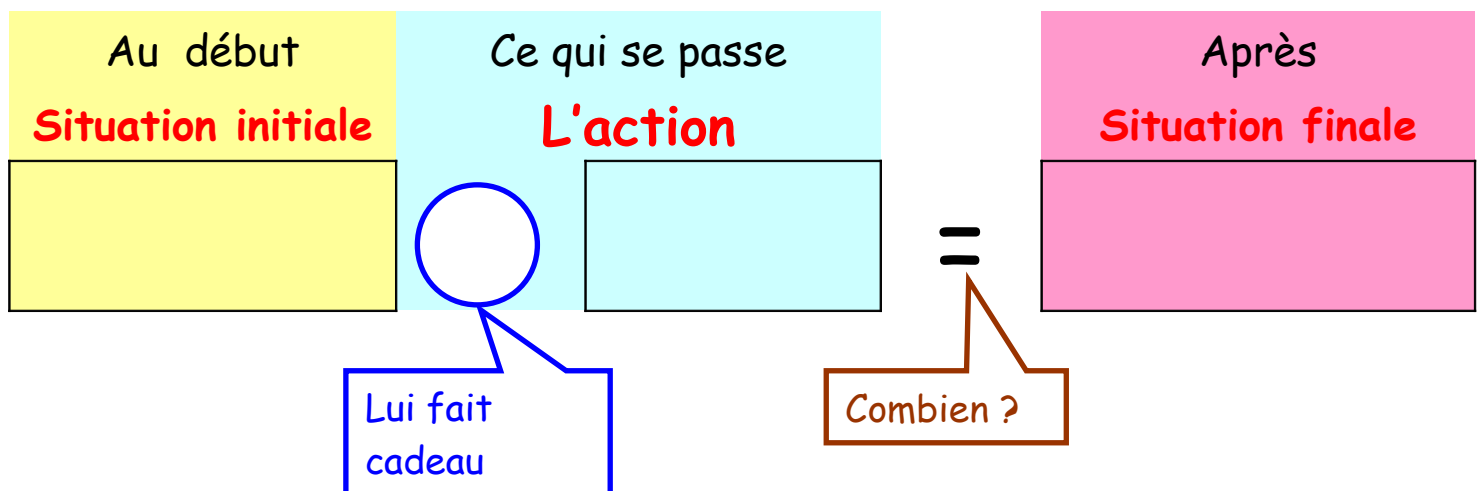 Au début
Situation initiale
Ce qui se passe
L'action
=
Après
Situation finale
Lui fait
cadeau
Combien ?